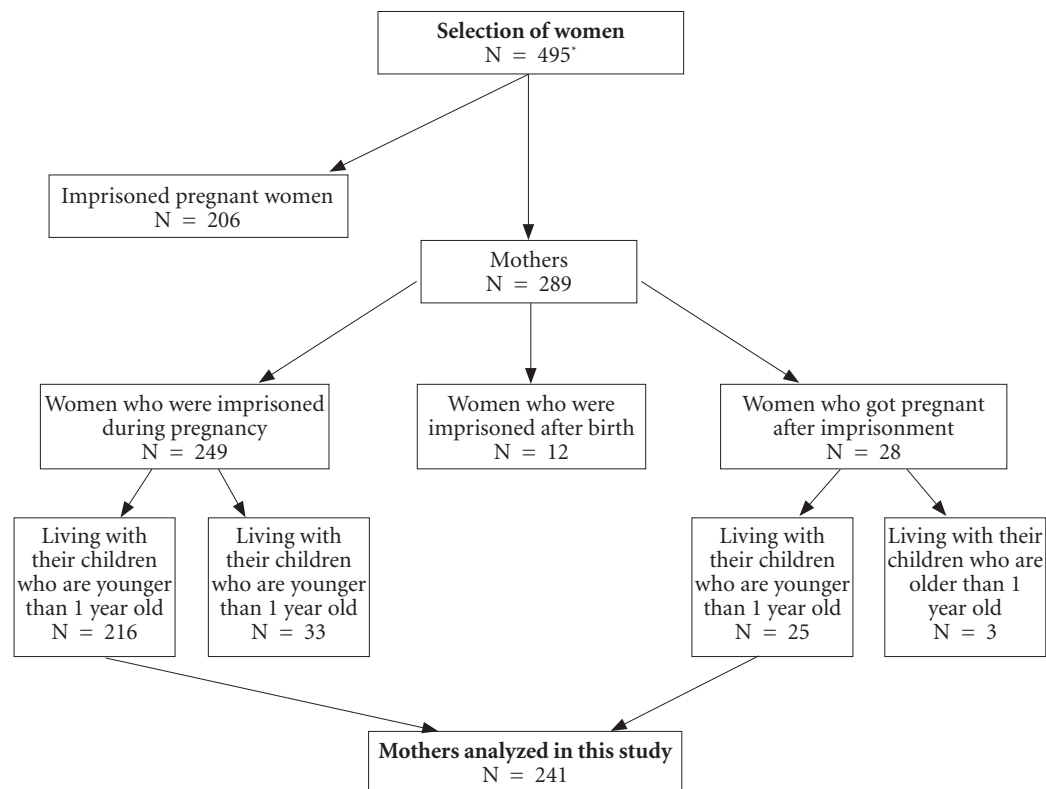 Selection of women
N = 495*
Imprisoned pregnant women
N = 206
Mothers
N = 289
Women who were imprisoned
during pregnancy
N = 249
Women who were
imprisoned after birth
N = 12
Women who got pregnant
after imprisonment
N = 28
Living with
their children
who are younger
than 1 year old
N = 216
Living with
their children
who are younger
than 1 year old
N = 33
Living with
their children
who are younger
than 1 year old
N = 25
Living with their
children who are
older than 1
year old
N = 3
Mothers analyzed in this study
N = 241